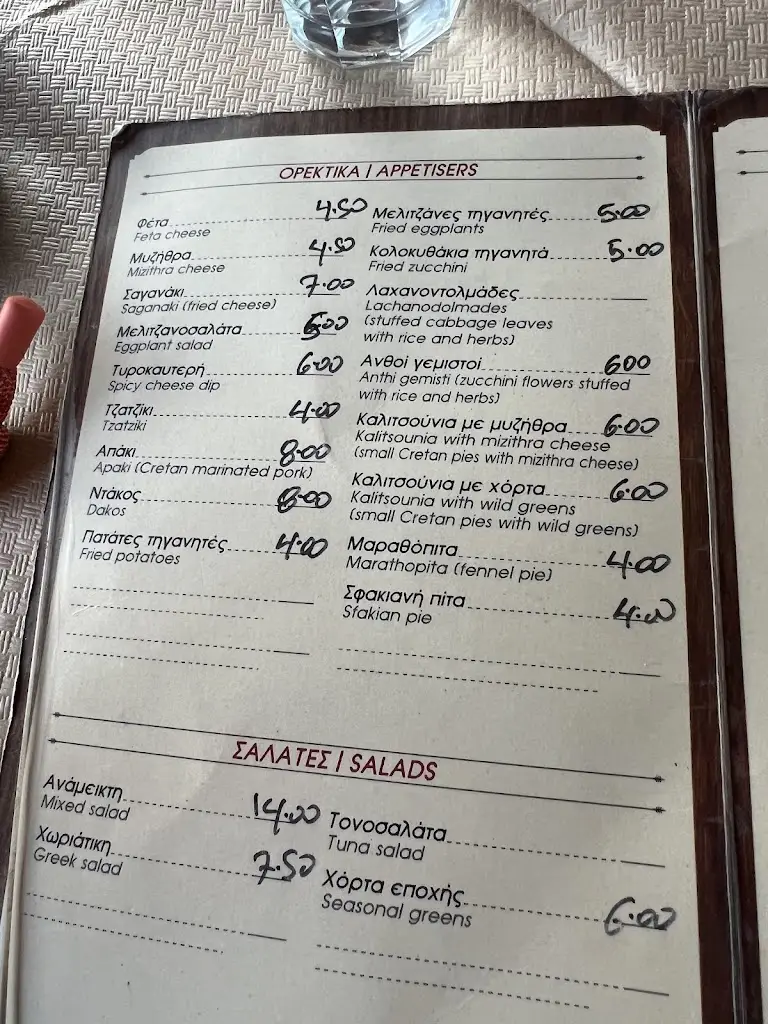 ΟΡΕΚΤΙΚΑ | APPETISERS
Φέτα 4.50
Feta cheese
Μυζήθρα 4.50
Mizithra cheese
Σαγανάκι 7.00
Saganaki (fried cheese)
Μελιτζανοσαλάτα
Eggplant salad
Τυροκαυτερή 6.00
Spicy cheese dip
Τζατζίκι 4.00
Tzatziki
Απάκι 8.00
Apaki (Cretan marinated pork)
Ντάκος
Dakos
Πατάτες τηγανητές 4.00
Fried potatoes
Μελιτζάνες τηγανητές 5.00
Fried eggplants
Κολοκυθάκια τηγανητά 5.00
Fried zucchini
Λαχανοντολμάδες
Lachanodolmades
(stuffed cabbage leaves
with rice and herbs)
Ανθοί γεμιστοί 600
Anthi gemisti (zucchini flowers stuffed
with rice and herbs)
Καλιτσούνια με μυζήθρα 6.00
Kalitsounia with mizithra cheese
(small Cretan pies with mizithra cheese)
Καλιτσούνια με χόρτα 6.00
Kalitsounia with wild greens
(small Cretan pies with wild greens)
Μαραθόπιτα 4.00
Marathopita (fennel pie)
Σφακιανή πίτα 4.00
Sfakian pie
ΣΑΛΑΤΕΣ | SALADS
Ανάμεικτη 14.00
Mixed salad
Χωριάτικη 7.50
Greek salad
Τονοσαλάτα
Tuna salad
Χόρτα εποχής 6.00
Seasonal greens